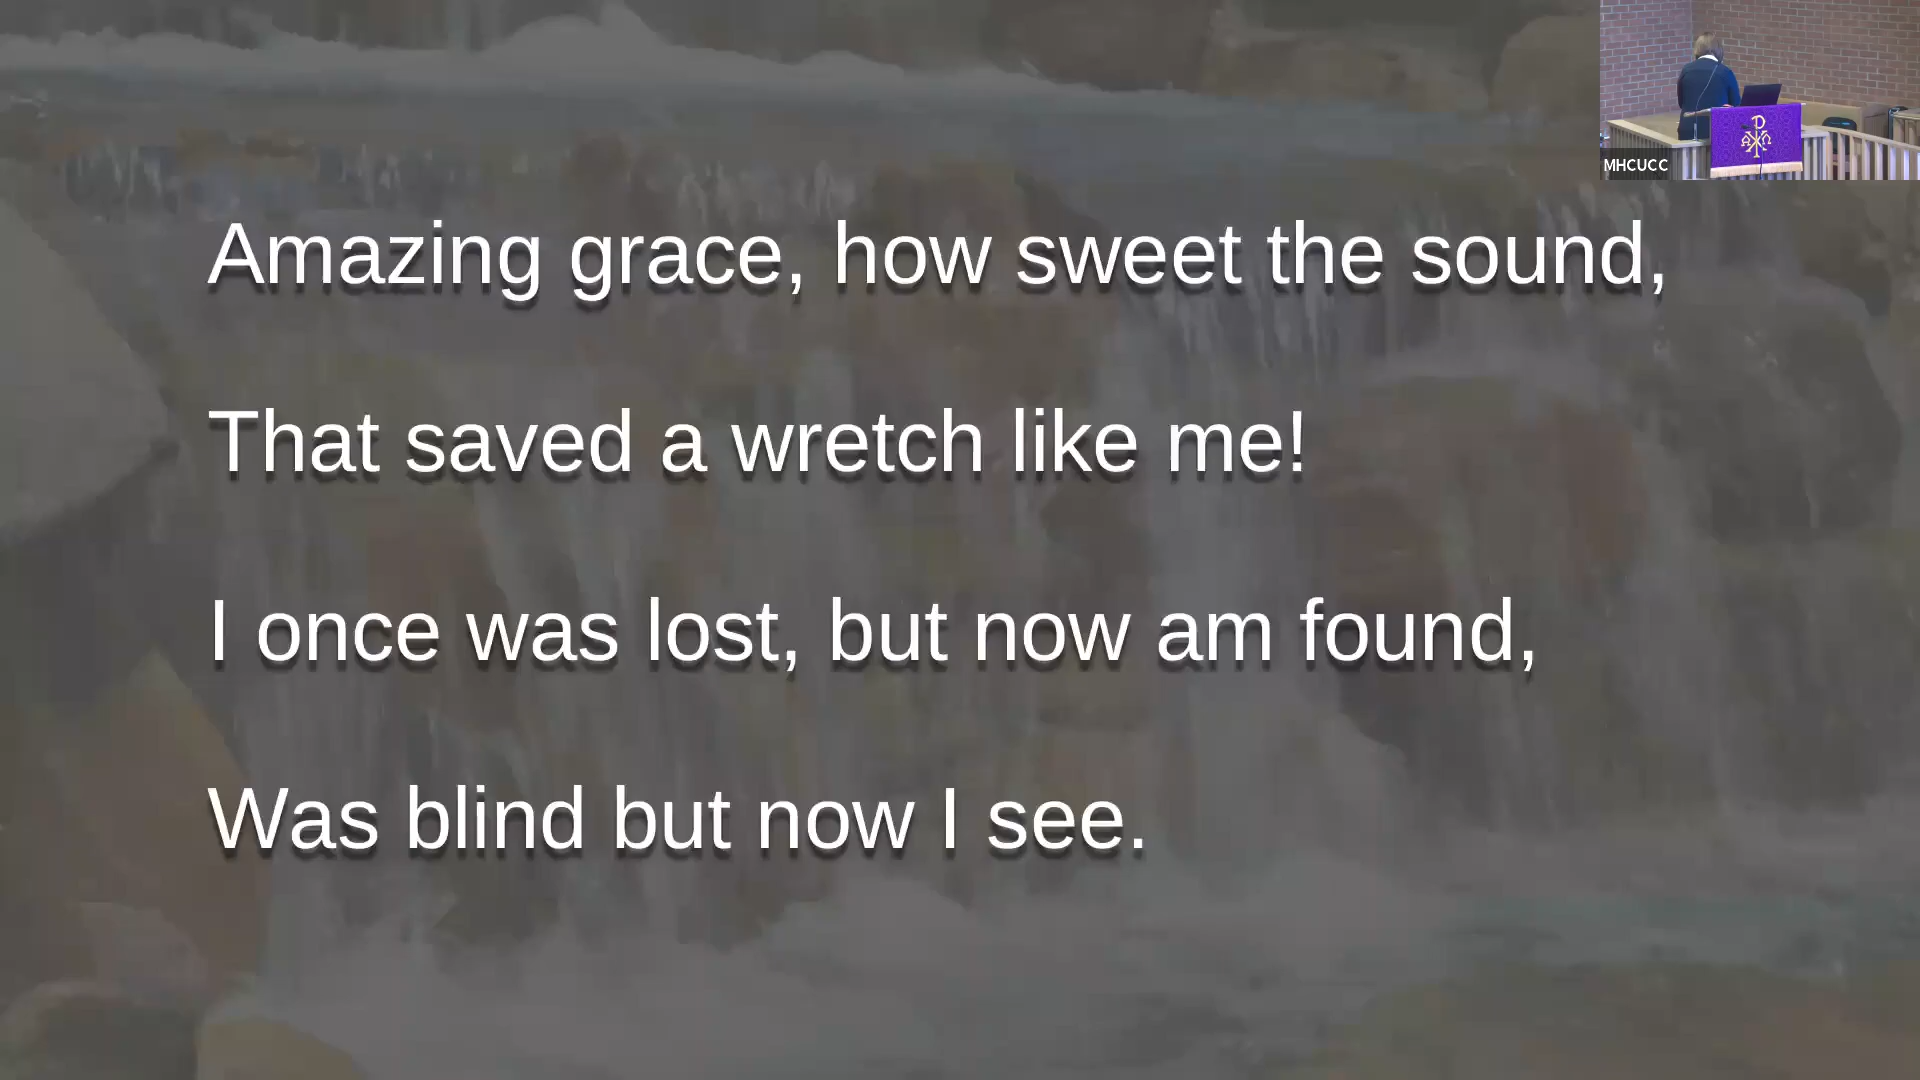 MHCUCC
Amazing grace, how sweet the sound,
That saved a wretch like me!
I once was lost, but now am found,
Was blind but now I see.